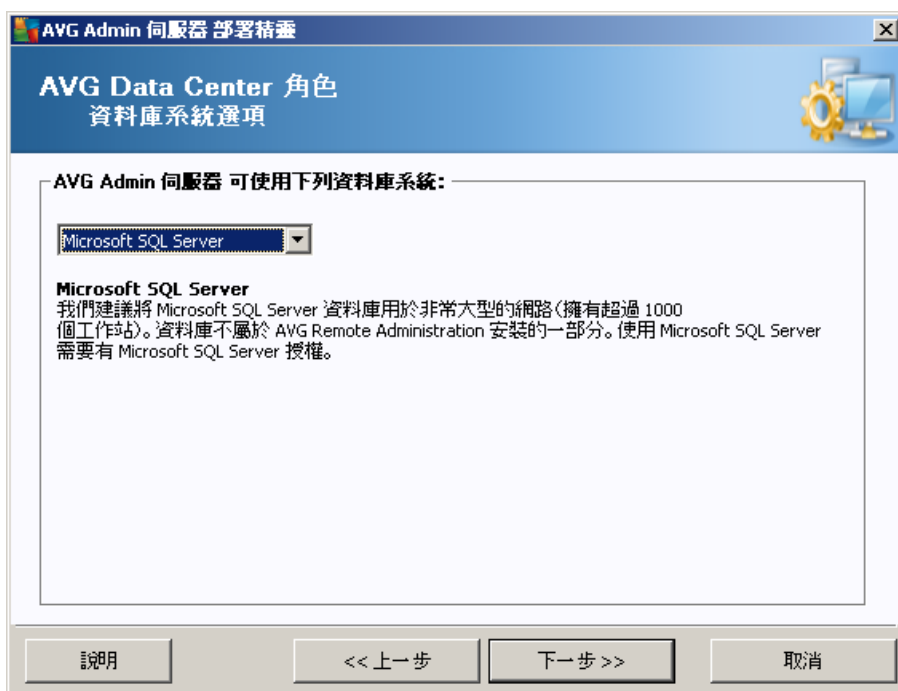 AVG Admin 伺服器 部署精靈
AVG Data Center 角色
資料庫系統選項
AVG Admin 伺服器 可使用下列資料庫系統:
Microsoft SQL Server
Microsoft SQL Server
我們建議將 Microsoft SQL Server 資料庫用於非常大型的網路(擁有超過 1000
個工作站)。資料庫不屬於 AVG Remote Administration 安裝的一部分。使用 Microsoft SQL Server
需要有 Microsoft SQL Server 授權。
說明
<< 上一步
下一步 >>
取消